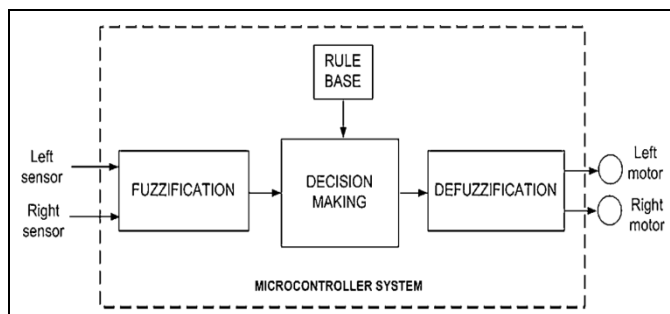 RULE
BASE
Left
sensor
Right
sensor
FUZZIFICATION
DECISION
MAKING
DEFUZZIFICATION
Left
motor
Right
motor
MICROCONTROLLER SYSTEM